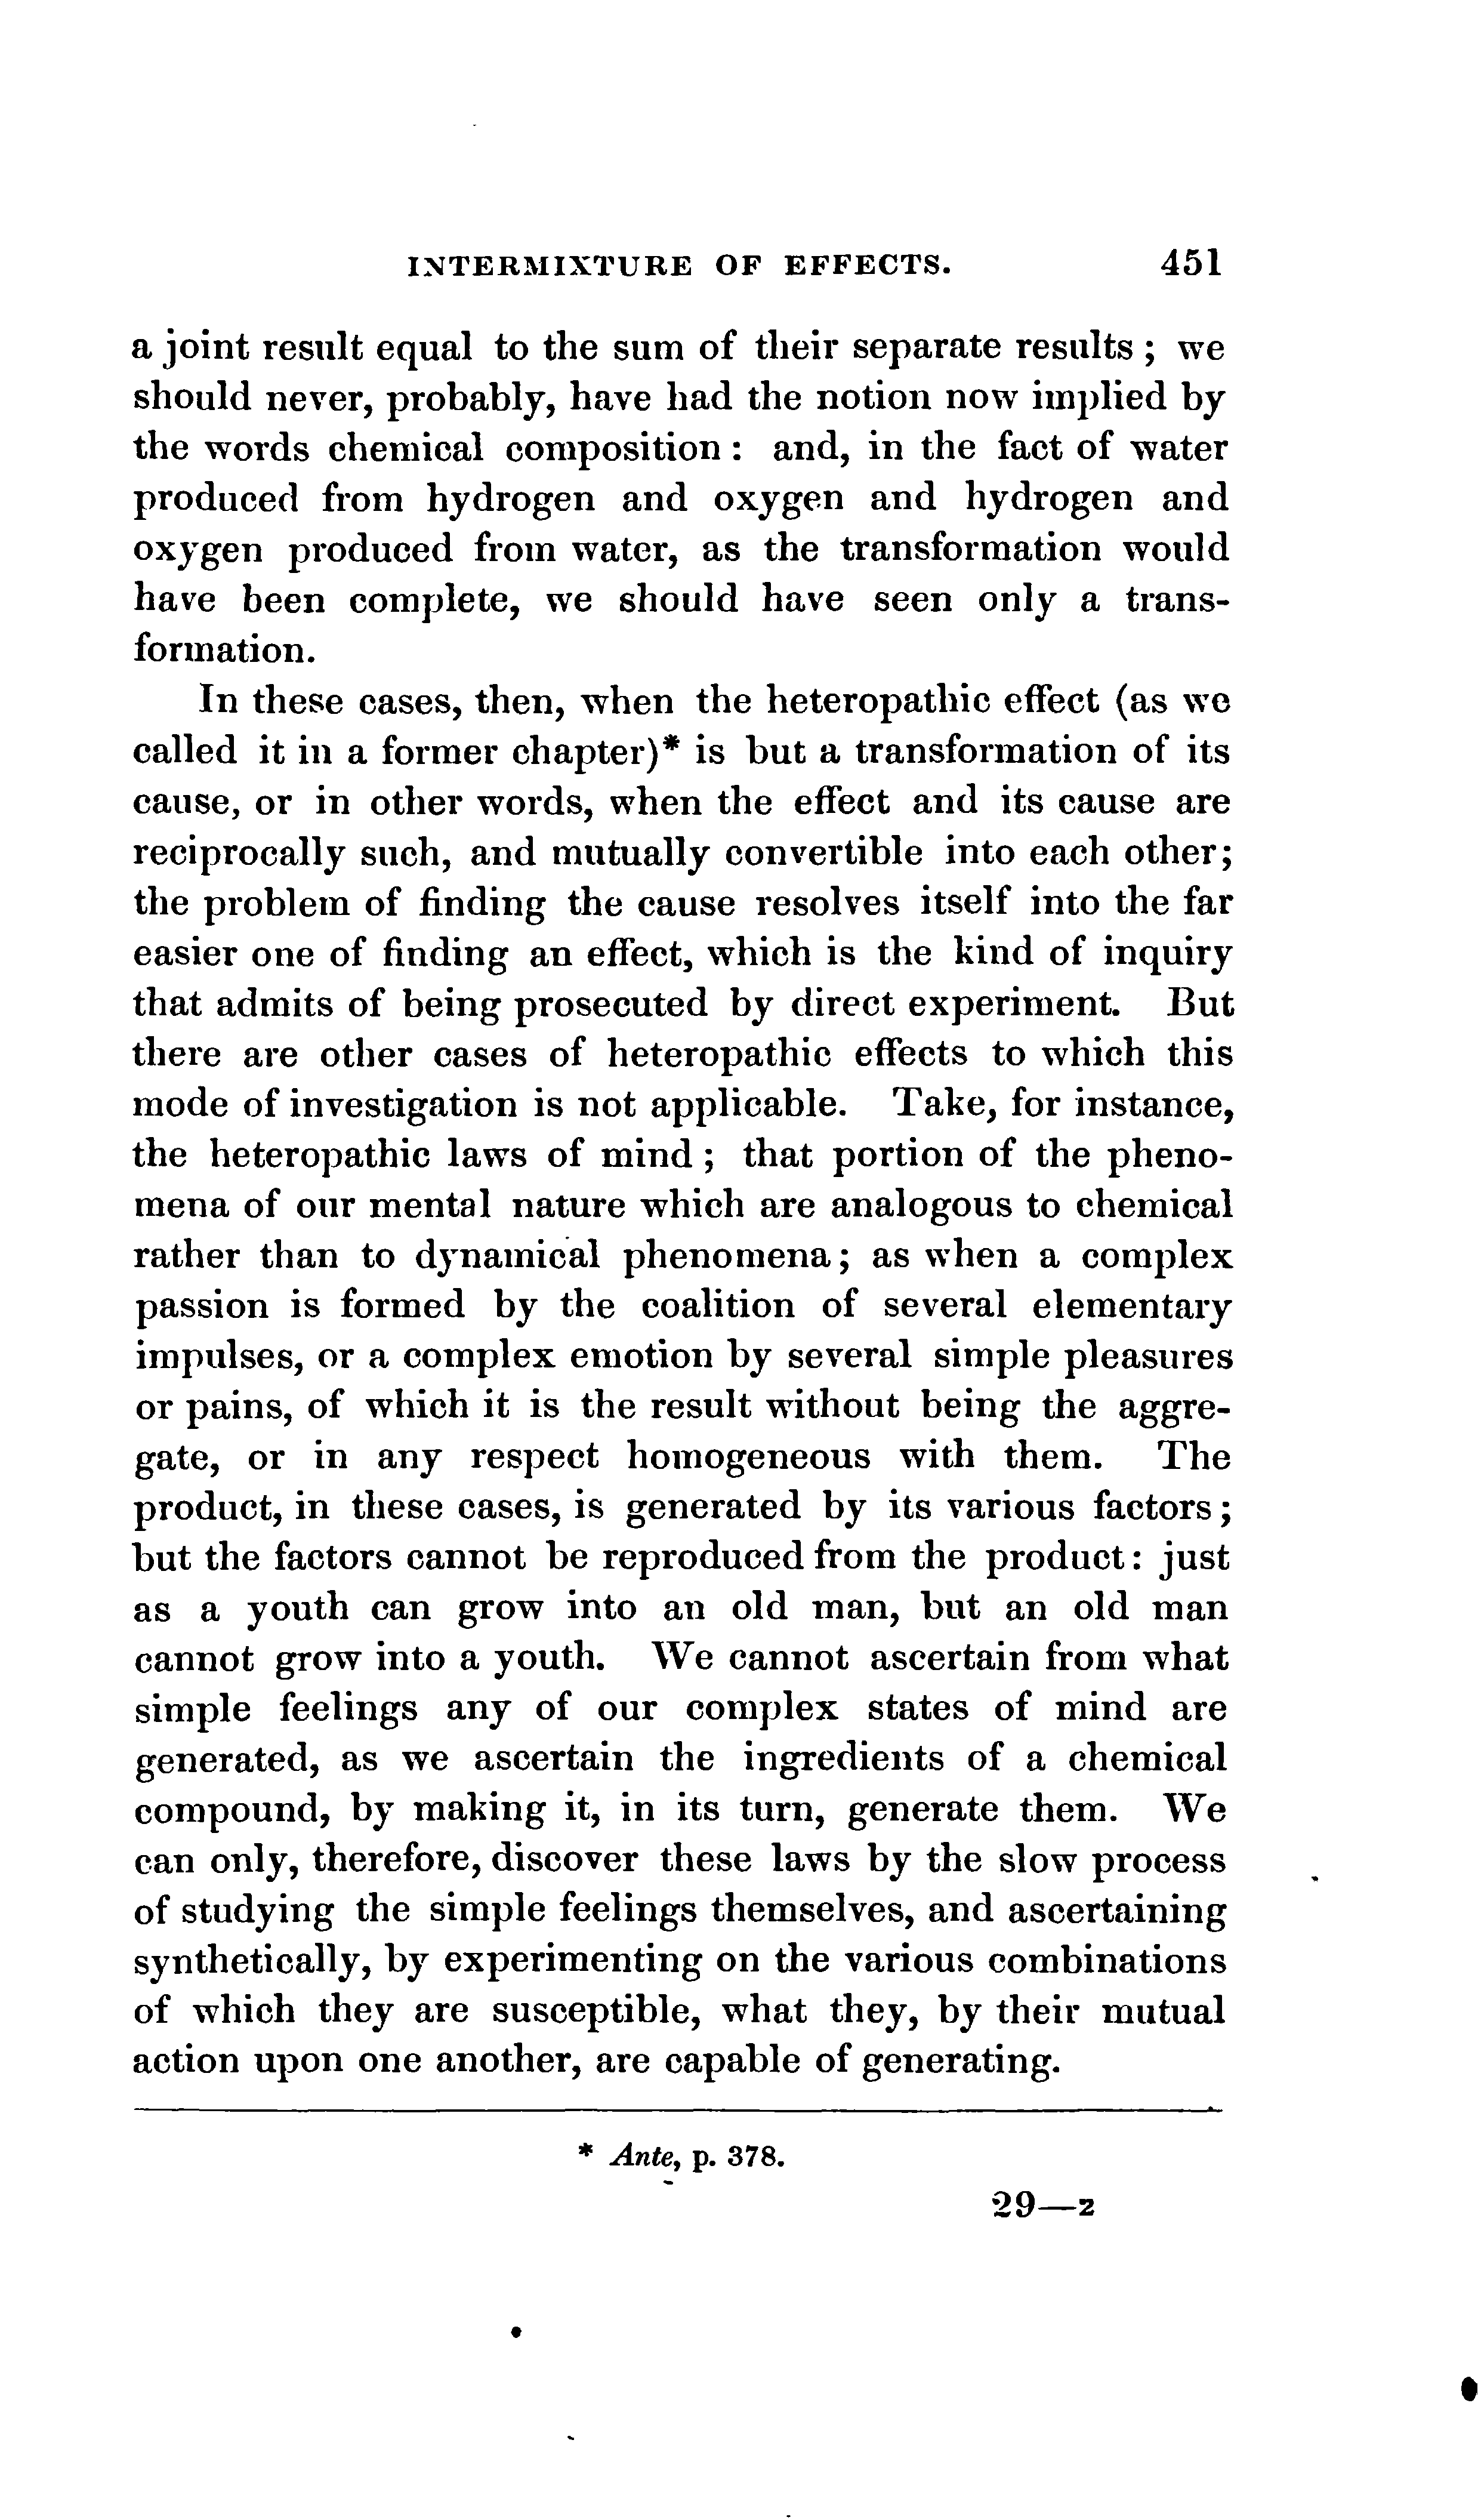 INTERMIXTURE OF EFFECTS. 451
a joint result equal to the sum of their separate results ; we
should never, probably, have had the notion now implied by
the words chemical composition : and, in the fact of water
produced from hydrogen and oxygen and hydrogen and
oxygen produced from water, as the transformation would
have been complete, we should have seen only a trans-
formation.
In these cases, then, when the heteropathic effect (as we
called it in a former chapter)* is but a transformation of its
cause, or in other words, when the effect and its cause are
reciprocally such, and mutually convertible into each other;
the problem of finding the cause resolves itself into the far
easier one of finding an effect, which is the kind of inquiry
that admits of being prosecuted by direct experiment. But
there are other cases of heteropathic effects to which this
mode of investigation is not applicable. Take, for instance,
the heteropathic laws of mind ; that portion of the pheno-
mena of our mental nature which are analogous to chemical
rather than to dynamical phenomena ; as when a complex
passion is formed by the coalition of several elementary
impulses, or a complex emotion by several simple pleasures
or pains, of which it is the result without being the aggre-
gate, or in any respect homogeneous with them. The
product, in these cases, is generated by its various factors ;
but the factors cannot be reproduced from the product : just
as a youth can grow into an old man, but an old man
cannot grow into a youth. We cannot ascertain from what
simple feelings any of our complex states of mind are
generated, as we ascertain the ingredients of a chemical
compound, by making it, in its turn, generate them. We
can only, therefore, discover these laws by the slow process
of studying the simple feelings themselves, and ascertaining
synthetically, by experimenting on the various combinations
of which they are susceptible, what they, by their mutual
action upon one another, are capable of generating.
* Ante, p. 378.
29—2